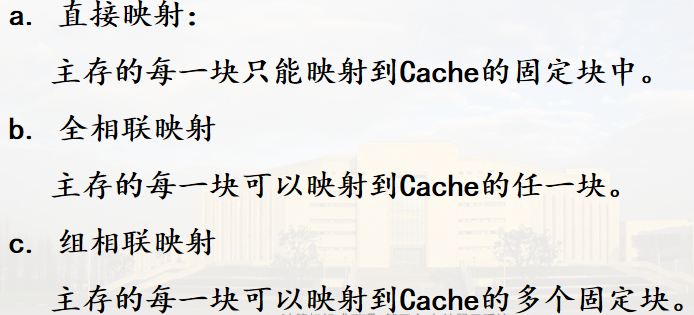 a. 直接映射：
主存的每一块只能映射到Cache的固定块中。
b. 全相联映射
主存的每一块可以映射到Cache的任一块。
c. 组相联映射
主存的每一块可以映射到Cache的多个固定块。